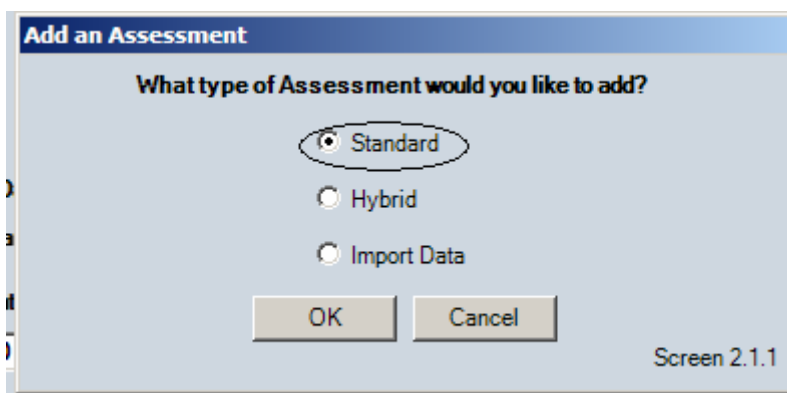 Add an Assessment
What type of Assessment would you like to add?
Standard
Hybrid
Import Data
OK Cancel
Screen 2.1.1